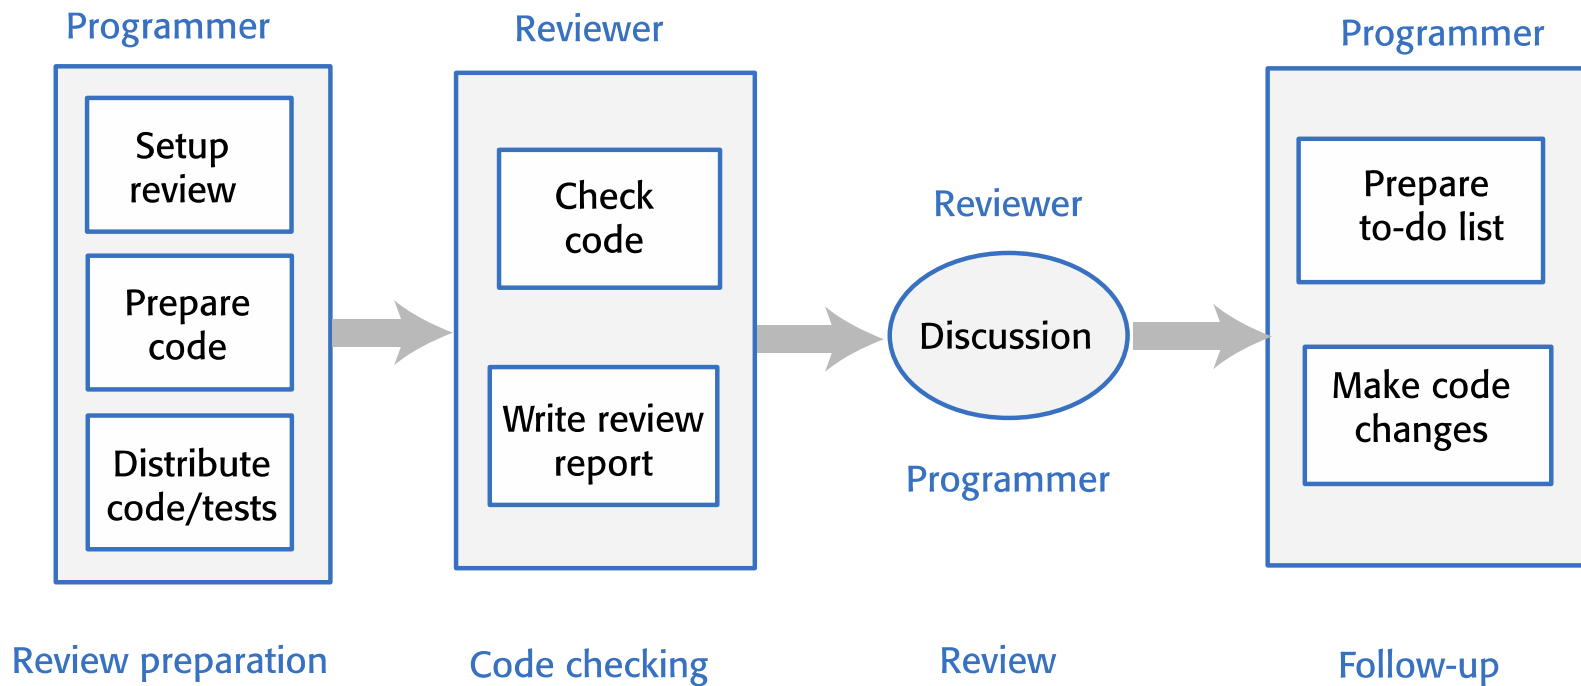 Programmer
Setup
review
Prepare
code
Distribute
code/tests
Review preparation
Reviewer
Check
code
Write review
report
Code checking
Reviewer
Discussion
Programmer
Review
Programmer
Prepare
to-do list
Make code
changes
Follow-up